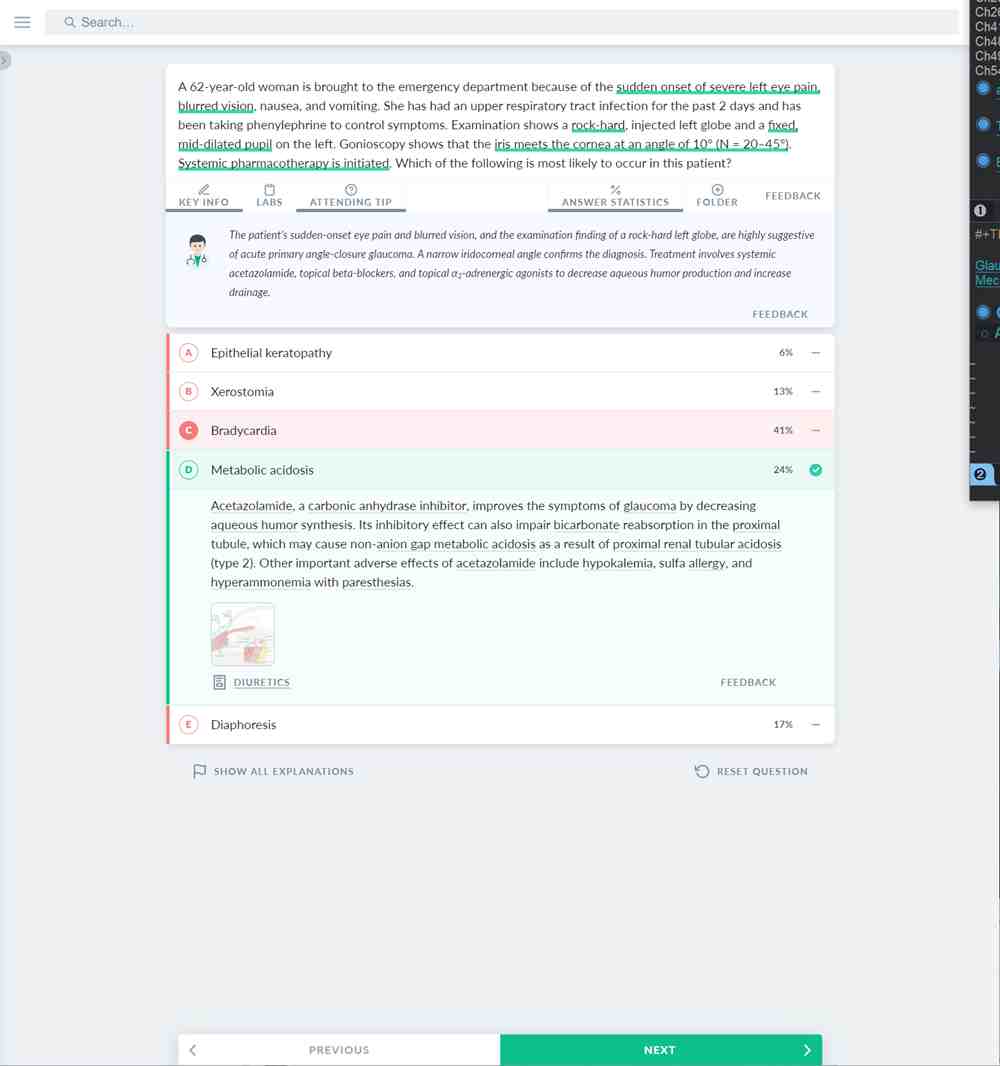 Search...
A 62-year-old woman is brought to the emergency department because of the sudden onset of severe left eye pain,
blurred vision, nausea, and vomiting. She has had an upper respiratory tract infection for the past 2 days and has
been taking phenylephrine to control symptoms. Examination shows a rock-hard, injected left globe and a fixed,
mid-dilated pupil on the left. Gonioscopy shows that the iris meets the cornea at an angle of 10° (N = 20–45°).
Systemic pharmacotherapy is initiated. Which of the following is most likely to occur in this patient?
KEY INFO LABS ATTENDING TIP ANSWER STATISTICS FOLDER FEEDBACK
The patient's sudden-onset eye pain and blurred vision, and the examination finding of a rock-hard left globe, are highly suggestive
of acute primary angle-closure glaucoma. A narrow iridocorneal angle confirms the diagnosis. Treatment involves systemic
acetazolamide, topical beta-blockers, and topical α₂-adrenergic agonists to decrease aqueous humor production and increase
drainage.
FEEDBACK
A Epithelial keratopathy 6%
B Xerostomia 13%
C Bradycardia 41%
D Metabolic acidosis 24%
Acetazolamide, a carbonic anhydrase inhibitor, improves the symptoms of glaucoma by decreasing
aqueous humor synthesis. Its inhibitory effect can also impair bicarbonate reabsorption in the proximal
tubule, which may cause non-anion gap metabolic acidosis as a result of proximal renal tubular acidosis
(type 2). Other important adverse effects of acetazolamide include hypokalemia, sulfa allergy, and
hyperammonemia with paresthesias.
DIURETICS FEEDBACK
E Diaphoresis 17%
SHOW ALL EXPLANATIONS RESET QUESTION
PREVIOUS NEXT
1
2